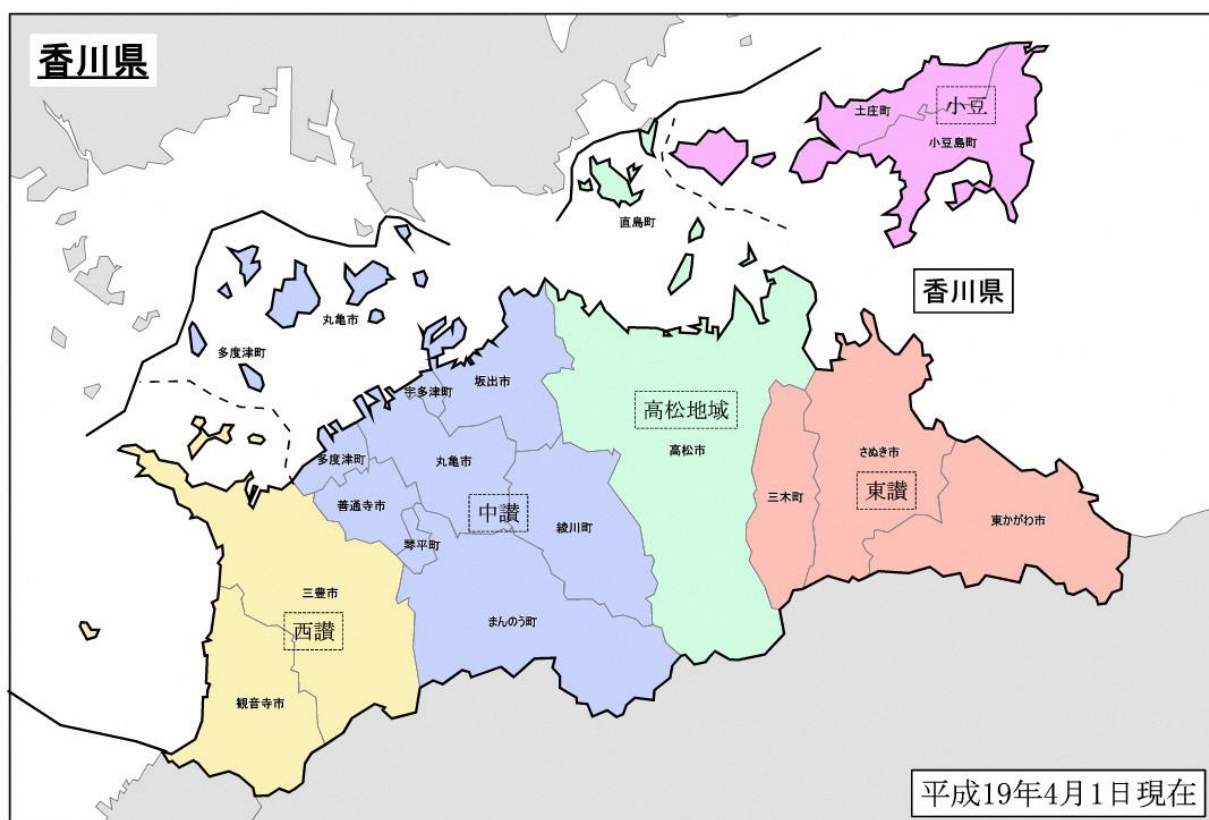 香川県
土庄町
小豆
小豆島町
直島町
香川県
丸亀市
多度津町
宇多津町
坂出市
高松地域
高松市
多度津町
丸亀市
さぬき市
善通寺市
中讃
綾川町
三木町
東讃
東かがわ市
琴平町
三豊市
西讃
まんのう町
観音寺市
平成19年4月1日現在